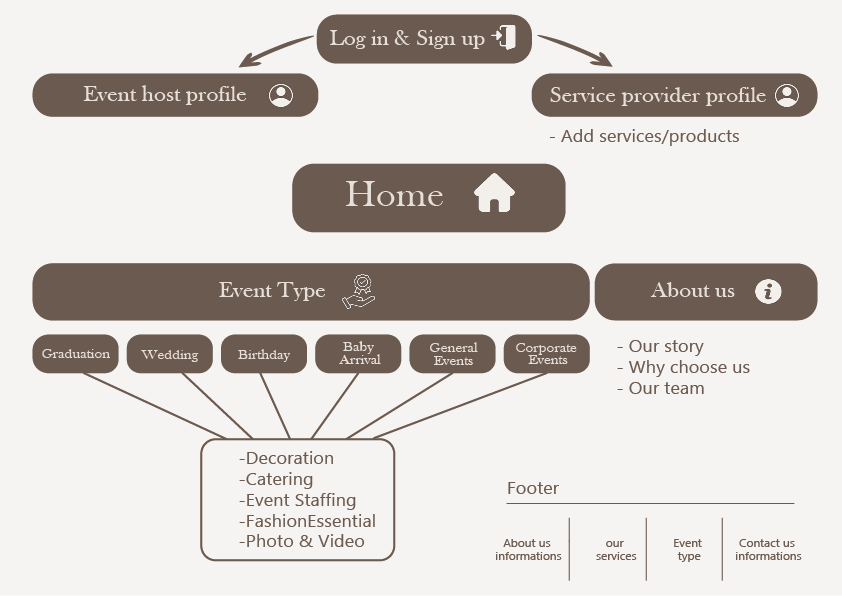 Log in & Sign up
Event host profile
Service provider profile
- Add services/products
Home
Event Type
About us
Graduation
Wedding
Birthday
Baby
Arrival
General
Events
Corporate
Events
- Our story
- Why choose us
- Our team
-Decoration
-Catering
-Event Staffing
-FashionEssential
-Photo & Video
Footer
About us
informations
our
services
Event
type
Contact us
informations